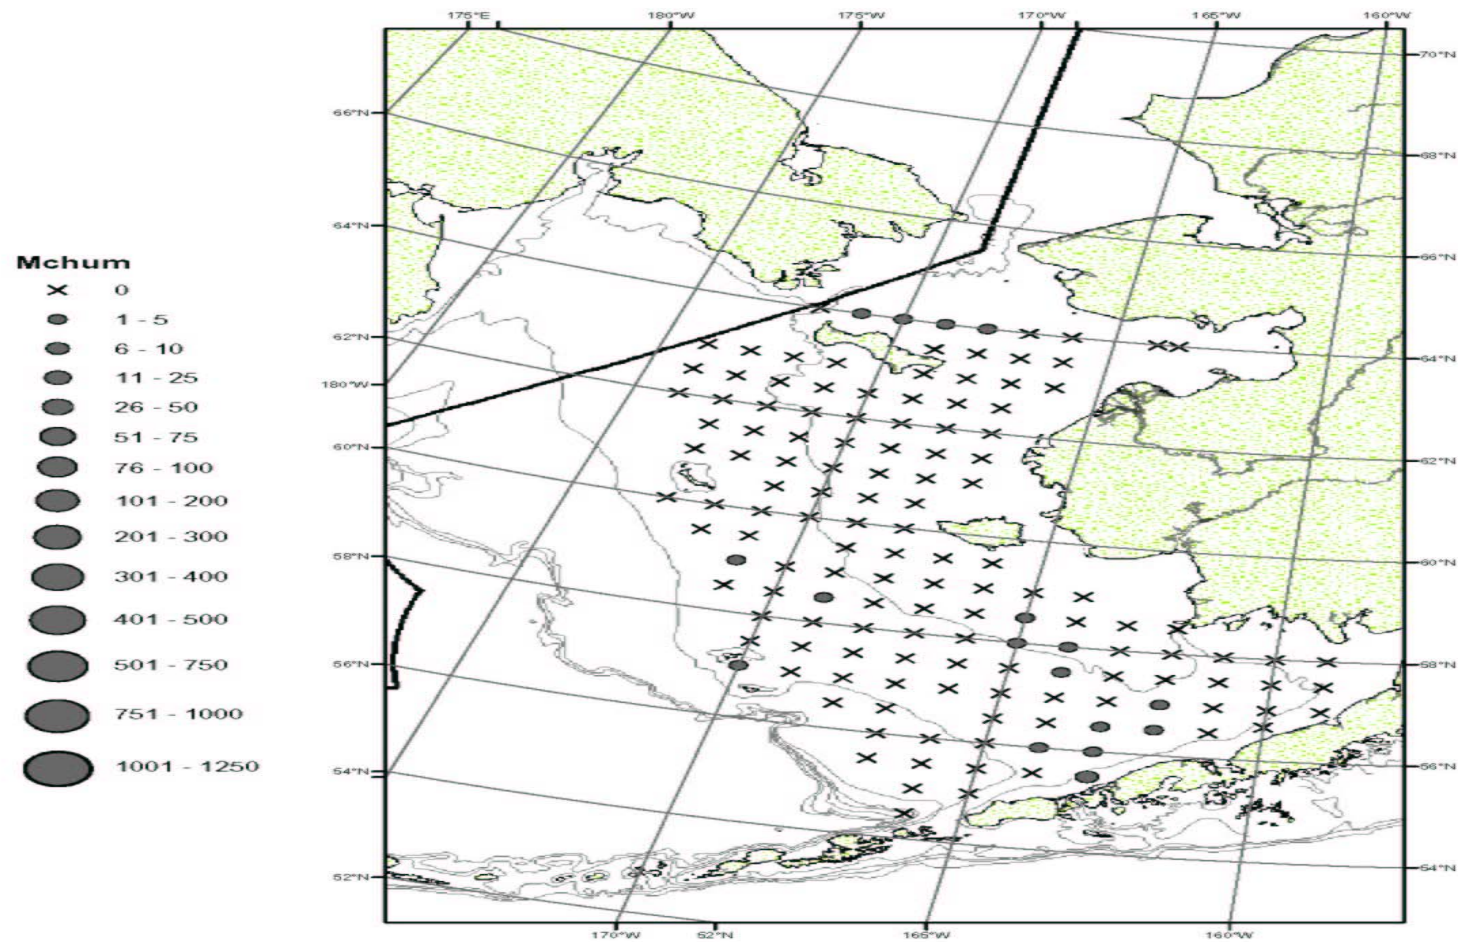 175°E 180°W 175°W 170°W 165°W 160°W
70°N
66°N
68°N
64°N
66°N
Mchum
0
1 - 5
6 - 10
11 - 25
26 - 50
51 - 75
76 - 100
101 - 200
201 - 300
301 - 400
401 - 500
501 - 750
751 - 1000
1001 - 1250
62°N
64°N
180°W
60°N
62°N
58°N
60°N
56°N
58°N
54°N
56°N
52°N
54°N
170°W 52°N 165°W 160°W